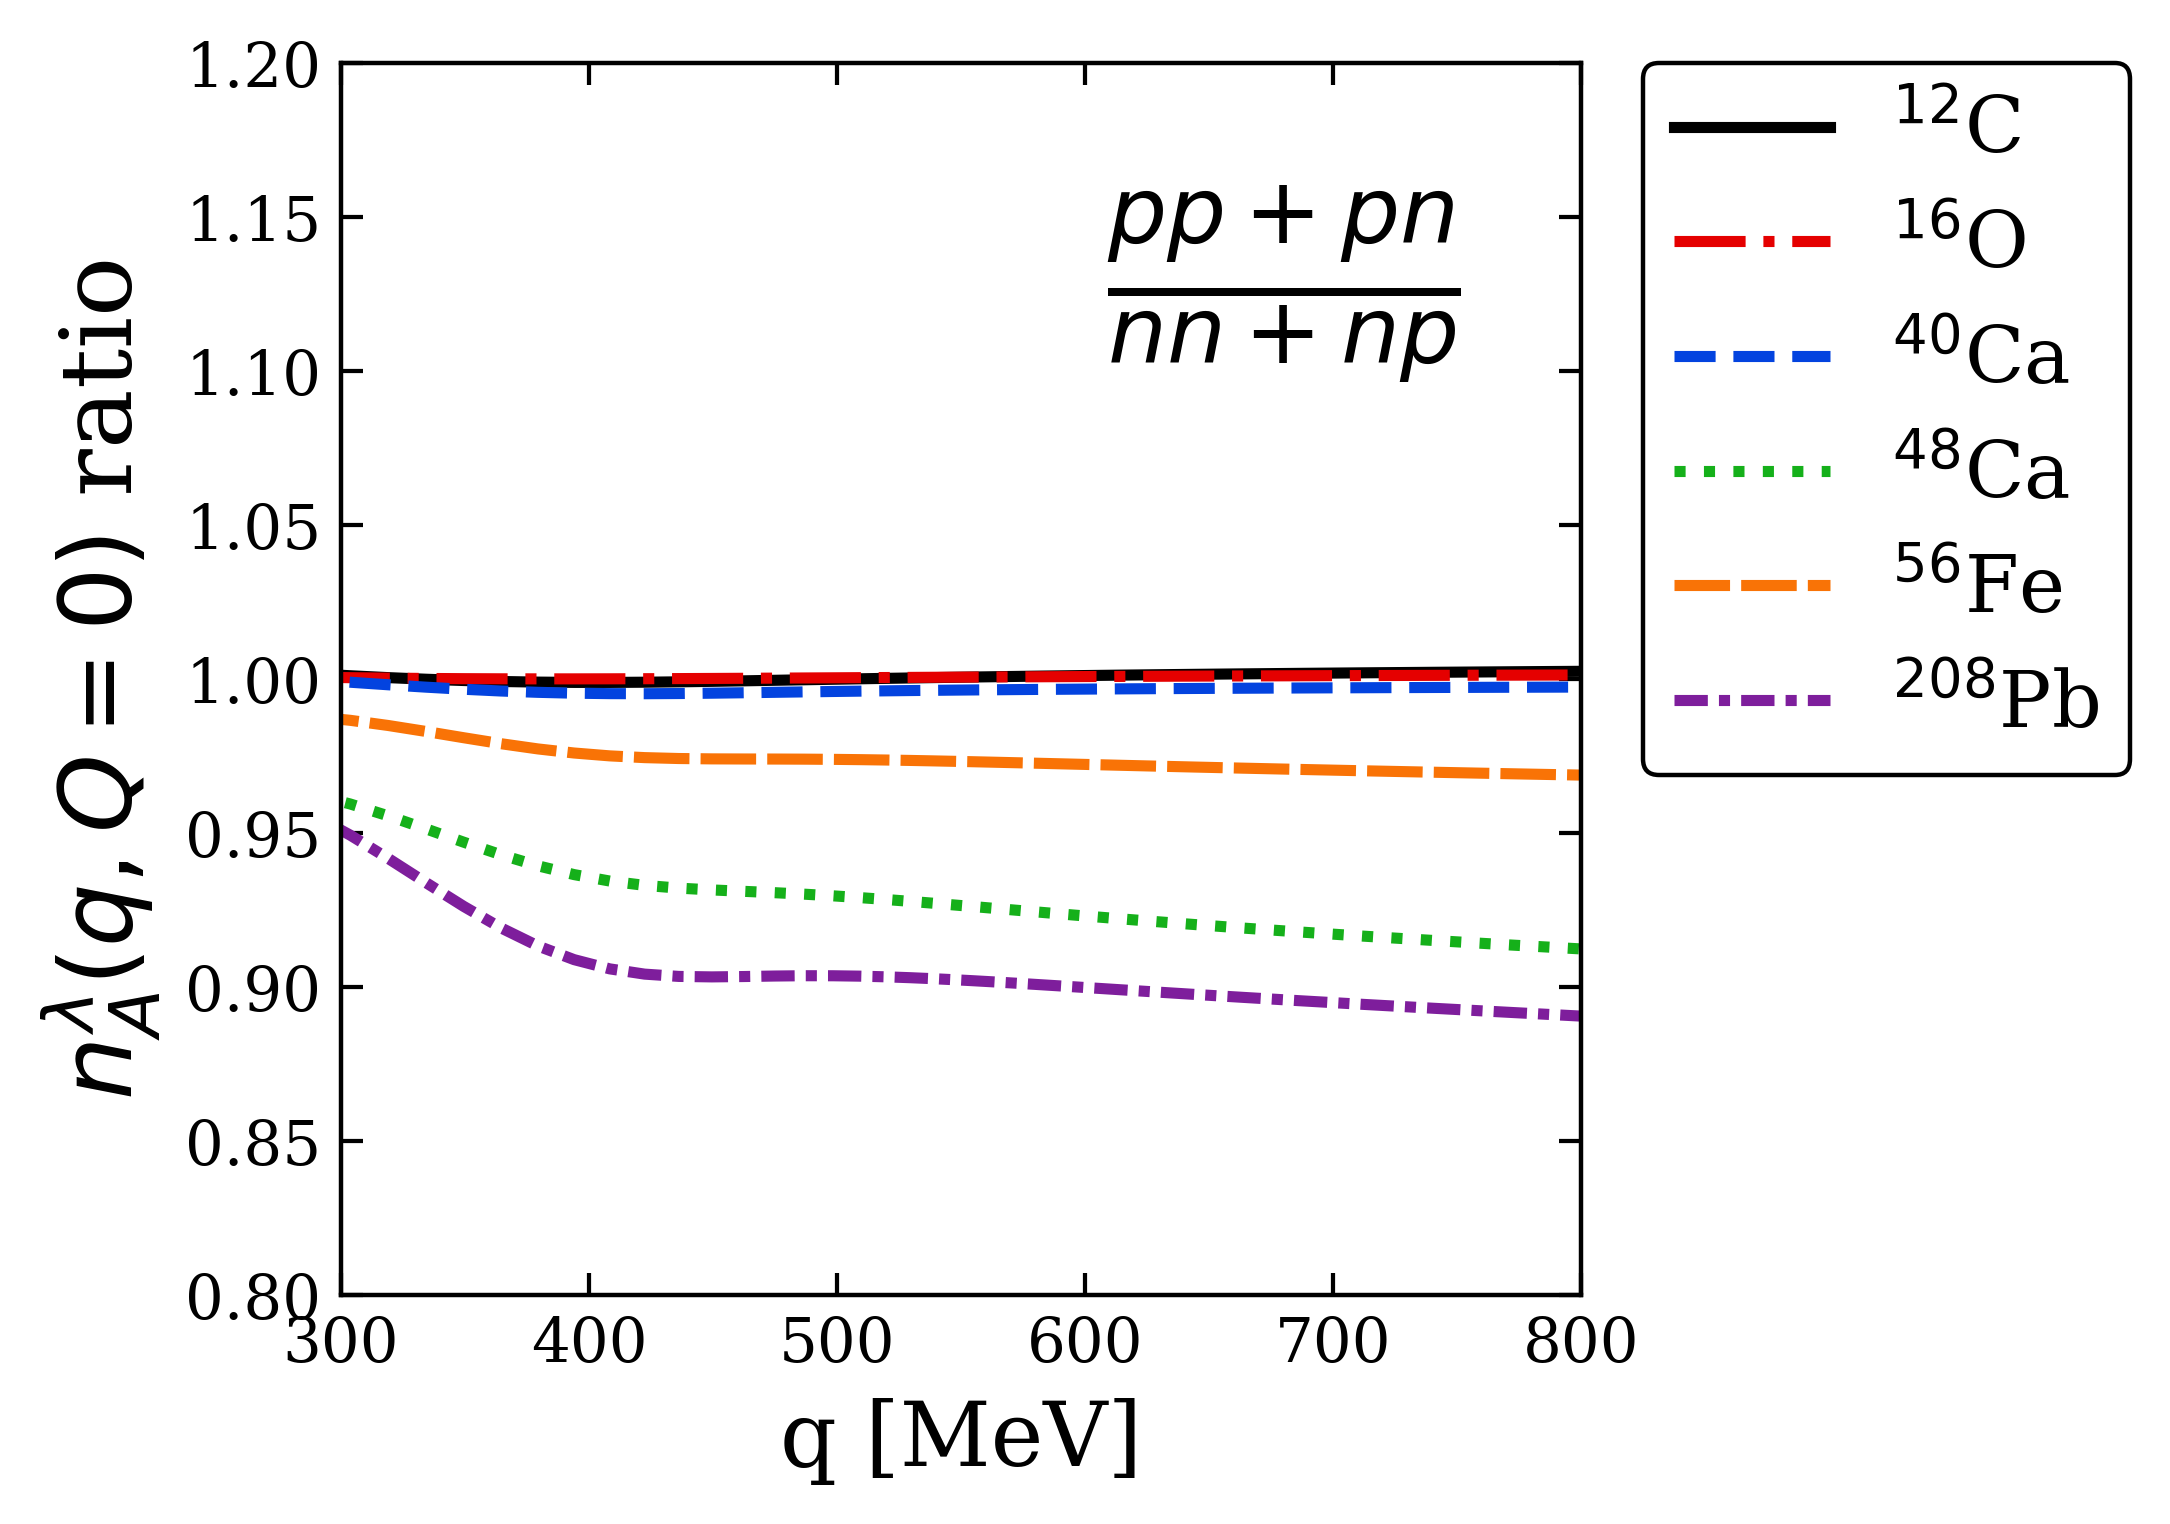 1.20
1.15
1.10
1.05
1.00
0.95
0.90
0.85
0.80
300 400 500 600 700 800
q [MeV]
n_A^λ(q, Q = 0) ratio
pp + pn
nn + np
¹²C
¹⁶O
⁴⁰Ca
⁴⁸Ca
⁵⁶Fe
²⁰⁸Pb